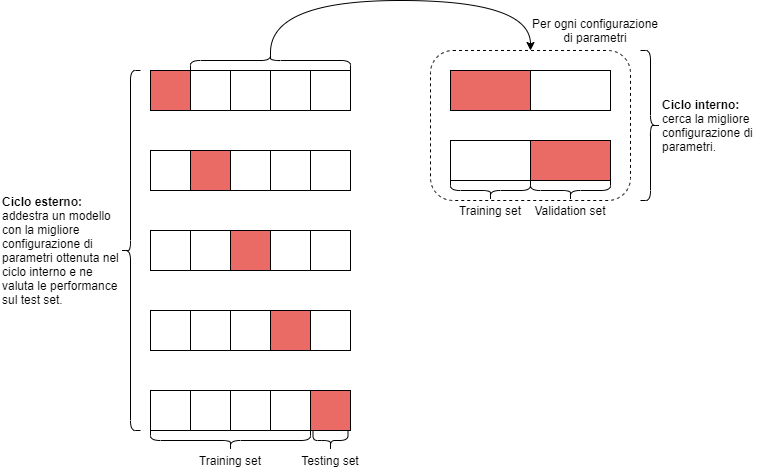 Per ogni configurazione
di parametri
Ciclo interno:
cerca la migliore
configurazione di
parametri.
Training set
Validation set
Ciclo esterno:
addestra un modello
con la migliore
configurazione di
parametri ottenuta nel
ciclo interno e ne
valuta le performance
sul test set.
Training set
Testing set